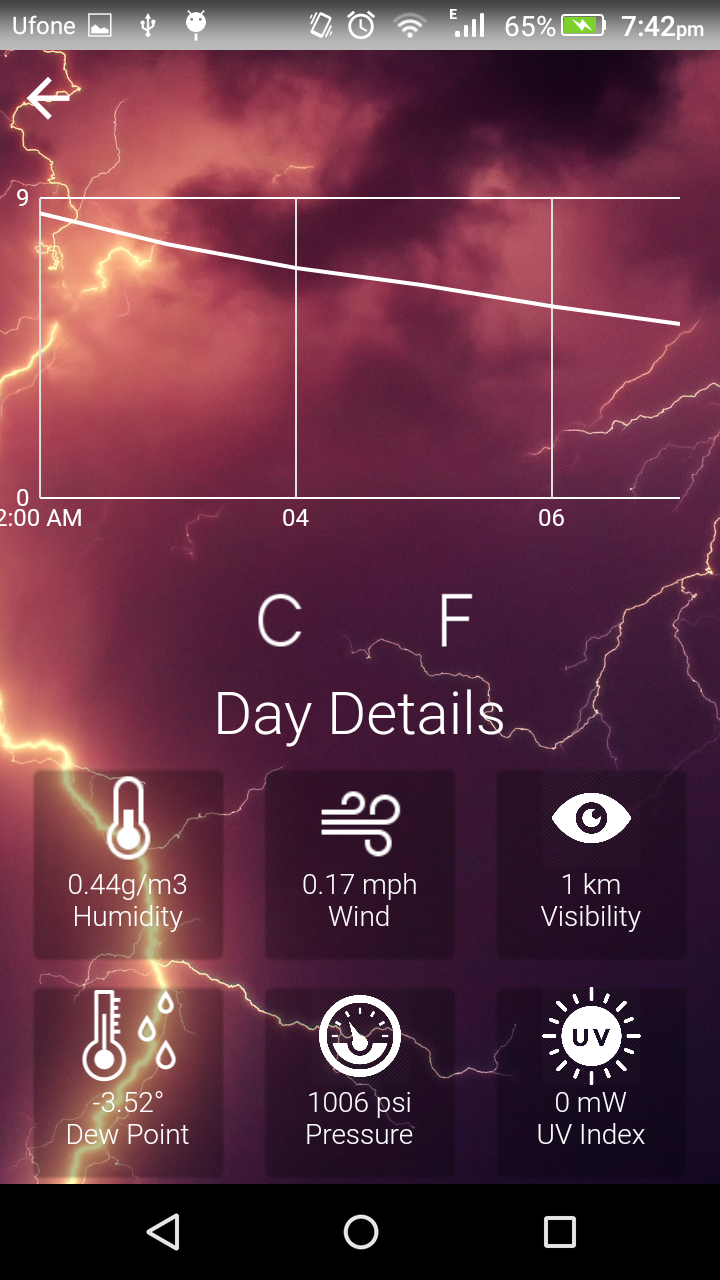 Ufone E 65% 7:42pm
9
0
2:00 AM 04 06
C F
Day Details
0.44g/m3 0.17 mph 1 km
Humidity Wind Visibility
UV
-3.52° 1006 psi 0 mW
Dew Point Pressure UV Index